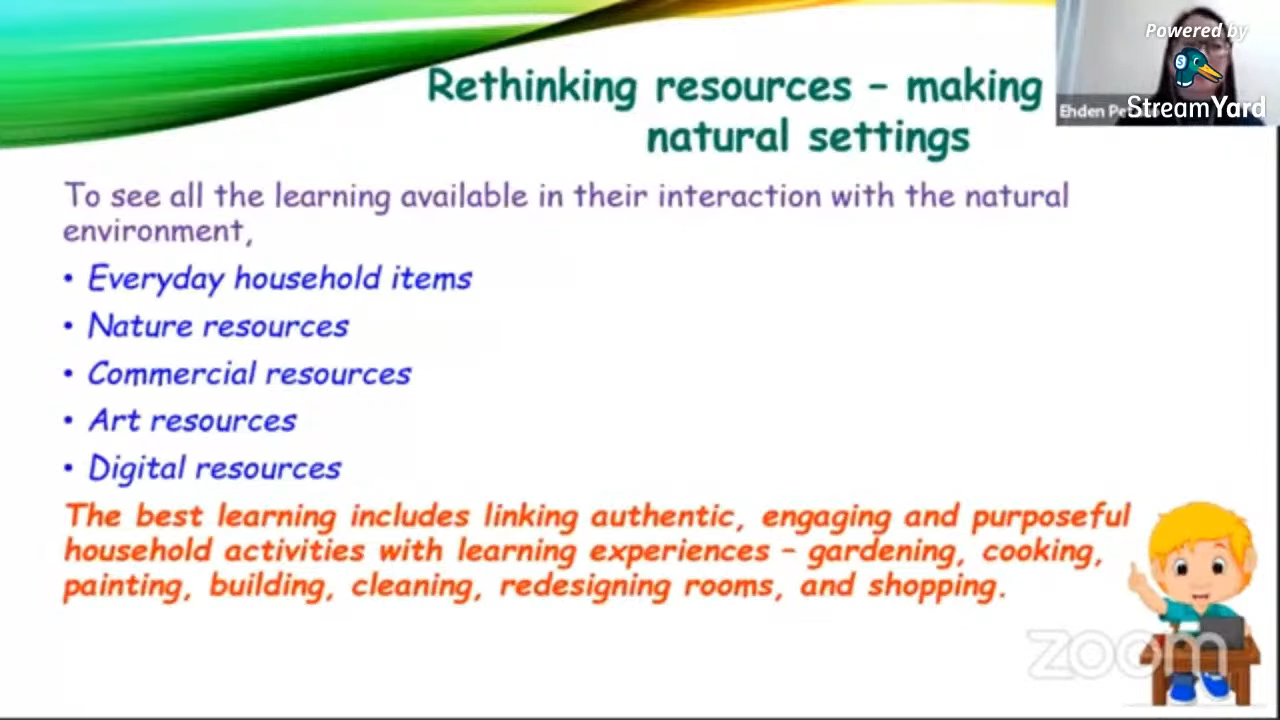 Rethinking resources – making
natural settings
Powered by
StreamYard
Ehden
To see all the learning available in their interaction with the natural
environment,
• Everyday household items
• Nature resources
• Commercial resources
• Art resources
• Digital resources
The best learning includes linking authentic, engaging and purposeful
household activities with learning experiences – gardening, cooking,
painting, building, cleaning, redesigning rooms, and shopping.
zoom